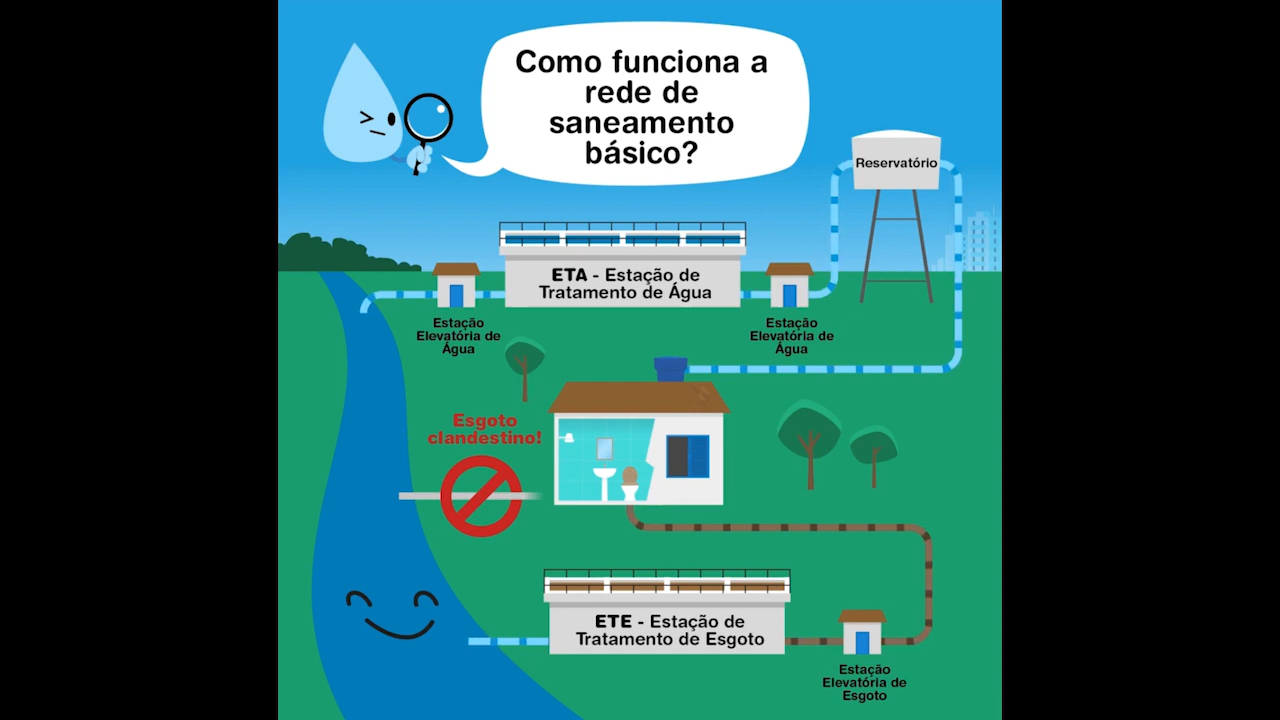 Como funciona a
rede de
saneamento
básico?
Reservatório
ETA - Estação de
Tratamento de Água
Estação
Elevatória de
Água
Estação
Elevatória de
Água
Esgoto
clandestino!
ETE - Estação de
Tratamento de Esgoto
Estação
Elevatória de
Esgoto